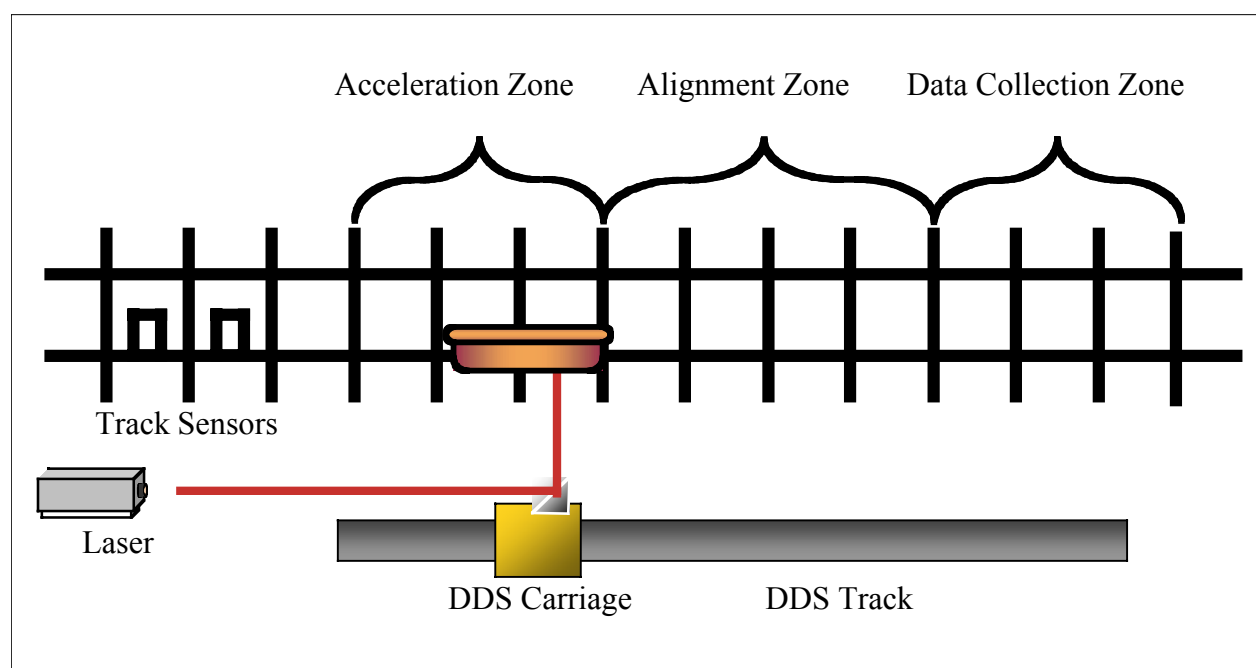 Acceleration Zone
Alignment Zone
Data Collection Zone
Track Sensors
Laser
DDS Carriage
DDS Track